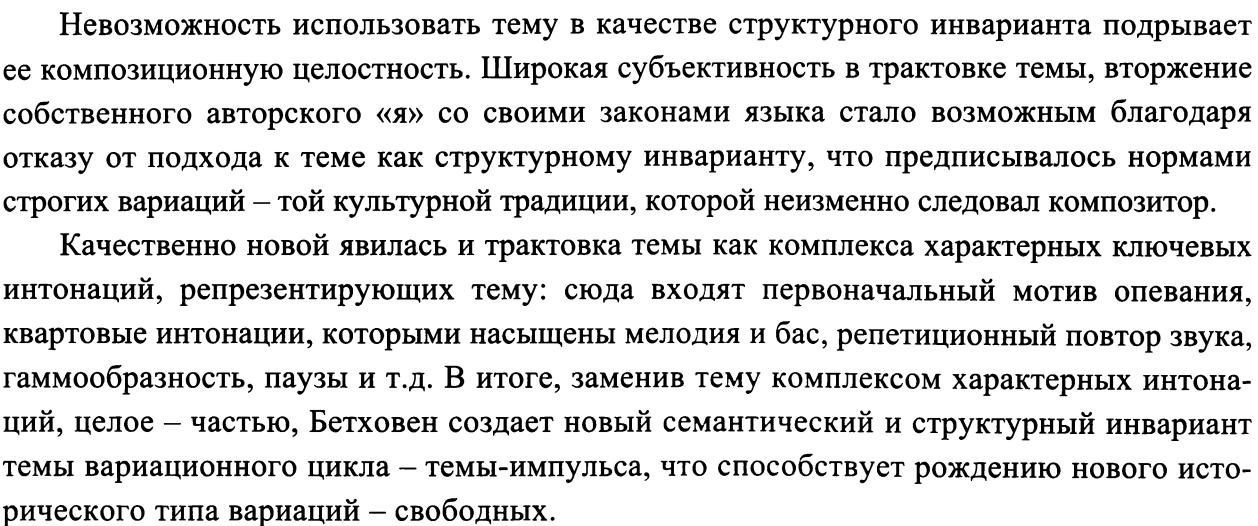 Невозможность использовать тему в качестве структурного инварианта подрывает
ее композиционную целостность. Широкая субъективность в трактовке темы, вторжение
собственного авторского «я» со своими законами языка стало возможным благодаря
отказу от подхода к теме как структурному инварианту, что предписывалось нормами
строгих вариаций – той культурной традиции, которой неизменно следовал композитор.
Качественно новой явилась и трактовка темы как комплекса характерных ключевых
интонаций, репрезентирующих тему: сюда входят первоначальный мотив опевания,
квартовые интонации, которыми насыщены мелодия и бас, репетиционный повтор звука,
гаммообразность, паузы и т.д. В итоге, заменив тему комплексом характерных интона-
ций, целое – частью, Бетховен создает новый семантический и структурный инвариант
темы вариационного цикла – темы-импульса, что способствует рождению нового исто-
рического типа вариаций – свободных.